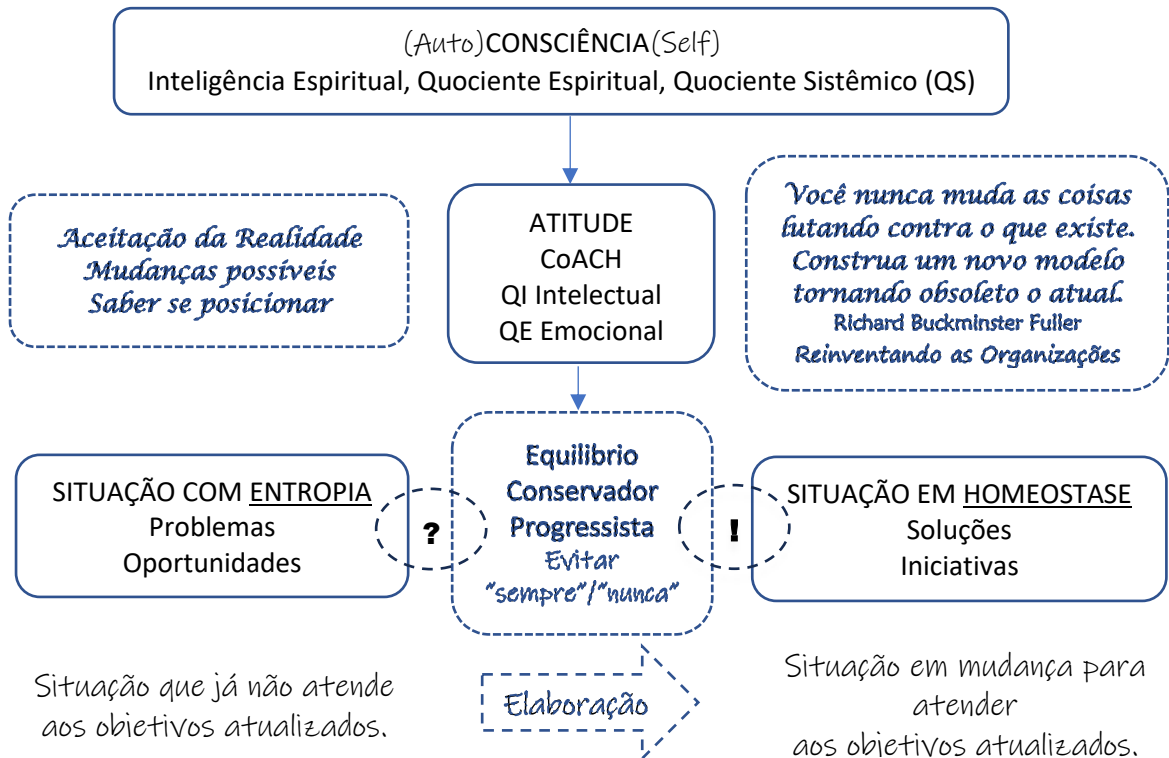 (Auto)CONSCIÊNCIA(Self)
Inteligência Espiritual, Quociente Espiritual, Quociente Sistêmico (QS)
Aceitação da Realidade
Mudanças possíveis
Saber se posicionar
ATITUDE
CoACH
QI Intelectual
QE Emocional
Você nunca muda as coisas
lutando contra o que existe.
Construa um novo modelo
tornando obsoleto o atual.
Richard Buckminster Fuller
Reinventando as Organizações
SITUAÇÃO COM ENTROPIA
Problemas
Oportunidades
?
Equilibrio
Conservador
Progressista
Evitar
"sempre"/"nunca"
!
SITUAÇÃO EM HOMEOSTASE
Soluções
Iniciativas
Situação que já não atende
aos objetivos atualizados.
Elaboração
Situação em mudança para
atender
aos objetivos atualizados.